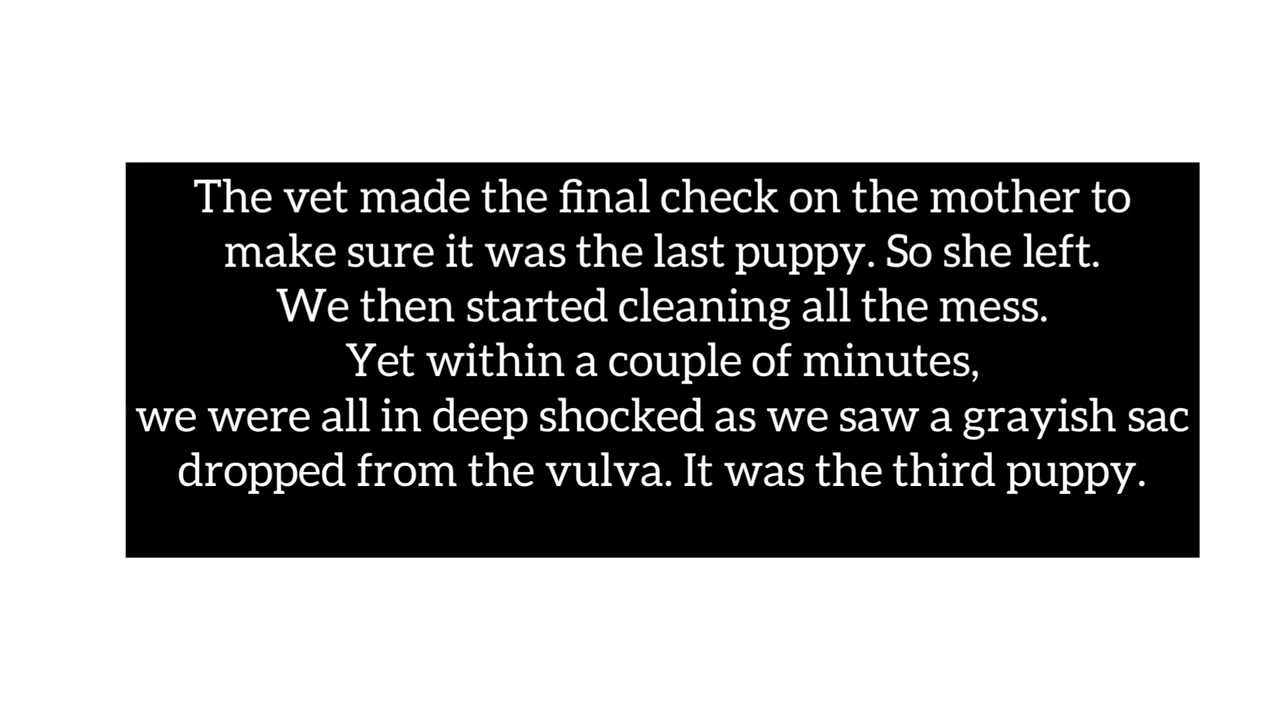 The vet made the final check on the mother to
make sure it was the last puppy. So she left.
We then started cleaning all the mess.
Yet within a couple of minutes,
we were all in deep shocked as we saw a grayish sac
dropped from the vulva. It was the third puppy.